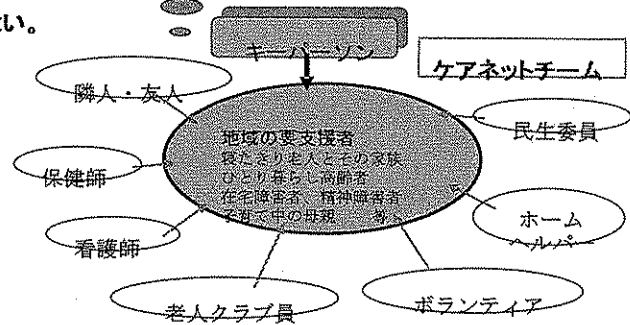 い。
キーパーソン
ケアネットチーム
隣人・友人
地域の要支援者
寝たきり老人とその家族
ひとり暮らし高齢者、
在宅障害者、精神障害者
子育て中の母親　等
民生委員
保健師
ホーム
ヘルパー
看護師
老人クラブ員
ボランティア